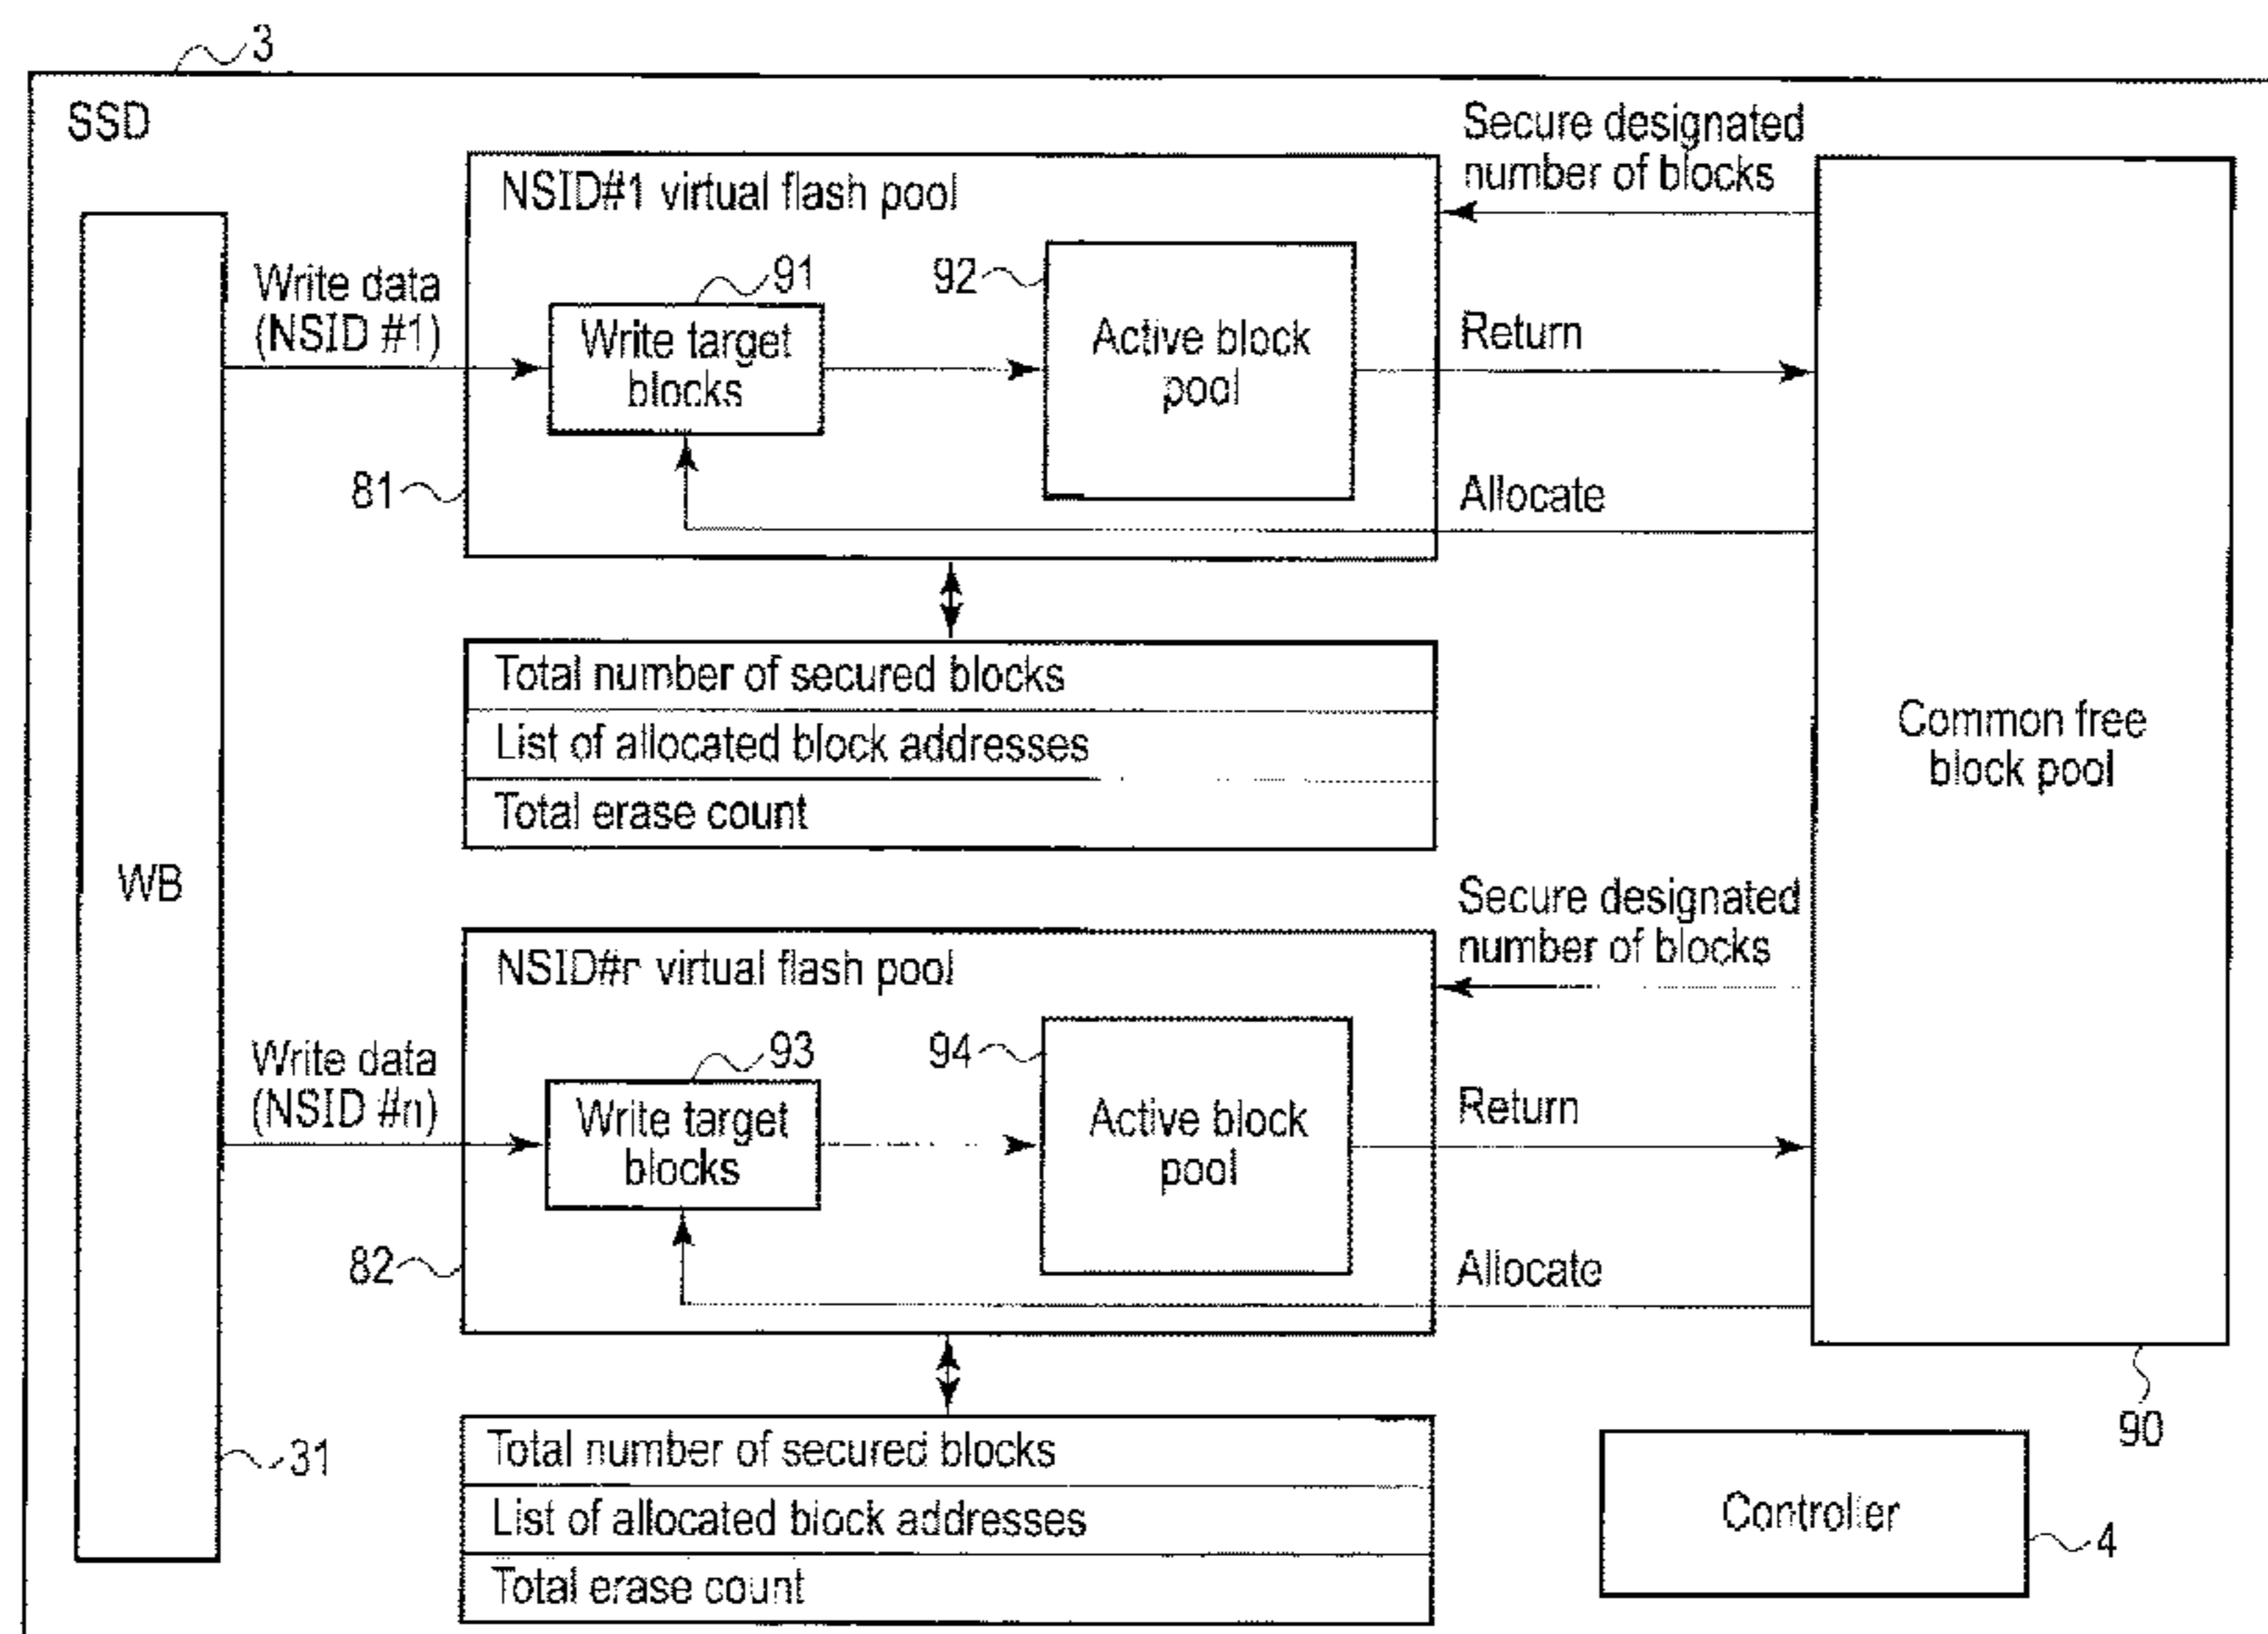 3
SSD
Secure designated
number of blocks
NSID#1 virtual flash pool
Write data
(NSID #1)
91
Write target
blocks
92
Active block
pool
Return
81
Allocate
Total number of secured blocks
List of allocated block addresses
Total erase count
Common free
block pool
WB
Secure designated
number of blocks
NSID#n virtual flash pool
Write data
(NSID #n)
93
Write target
blocks
94
Active block
pool
Return
82
Allocate
90
31
Total number of secured blocks
List of allocated block addresses
Total erase count
Controller
4